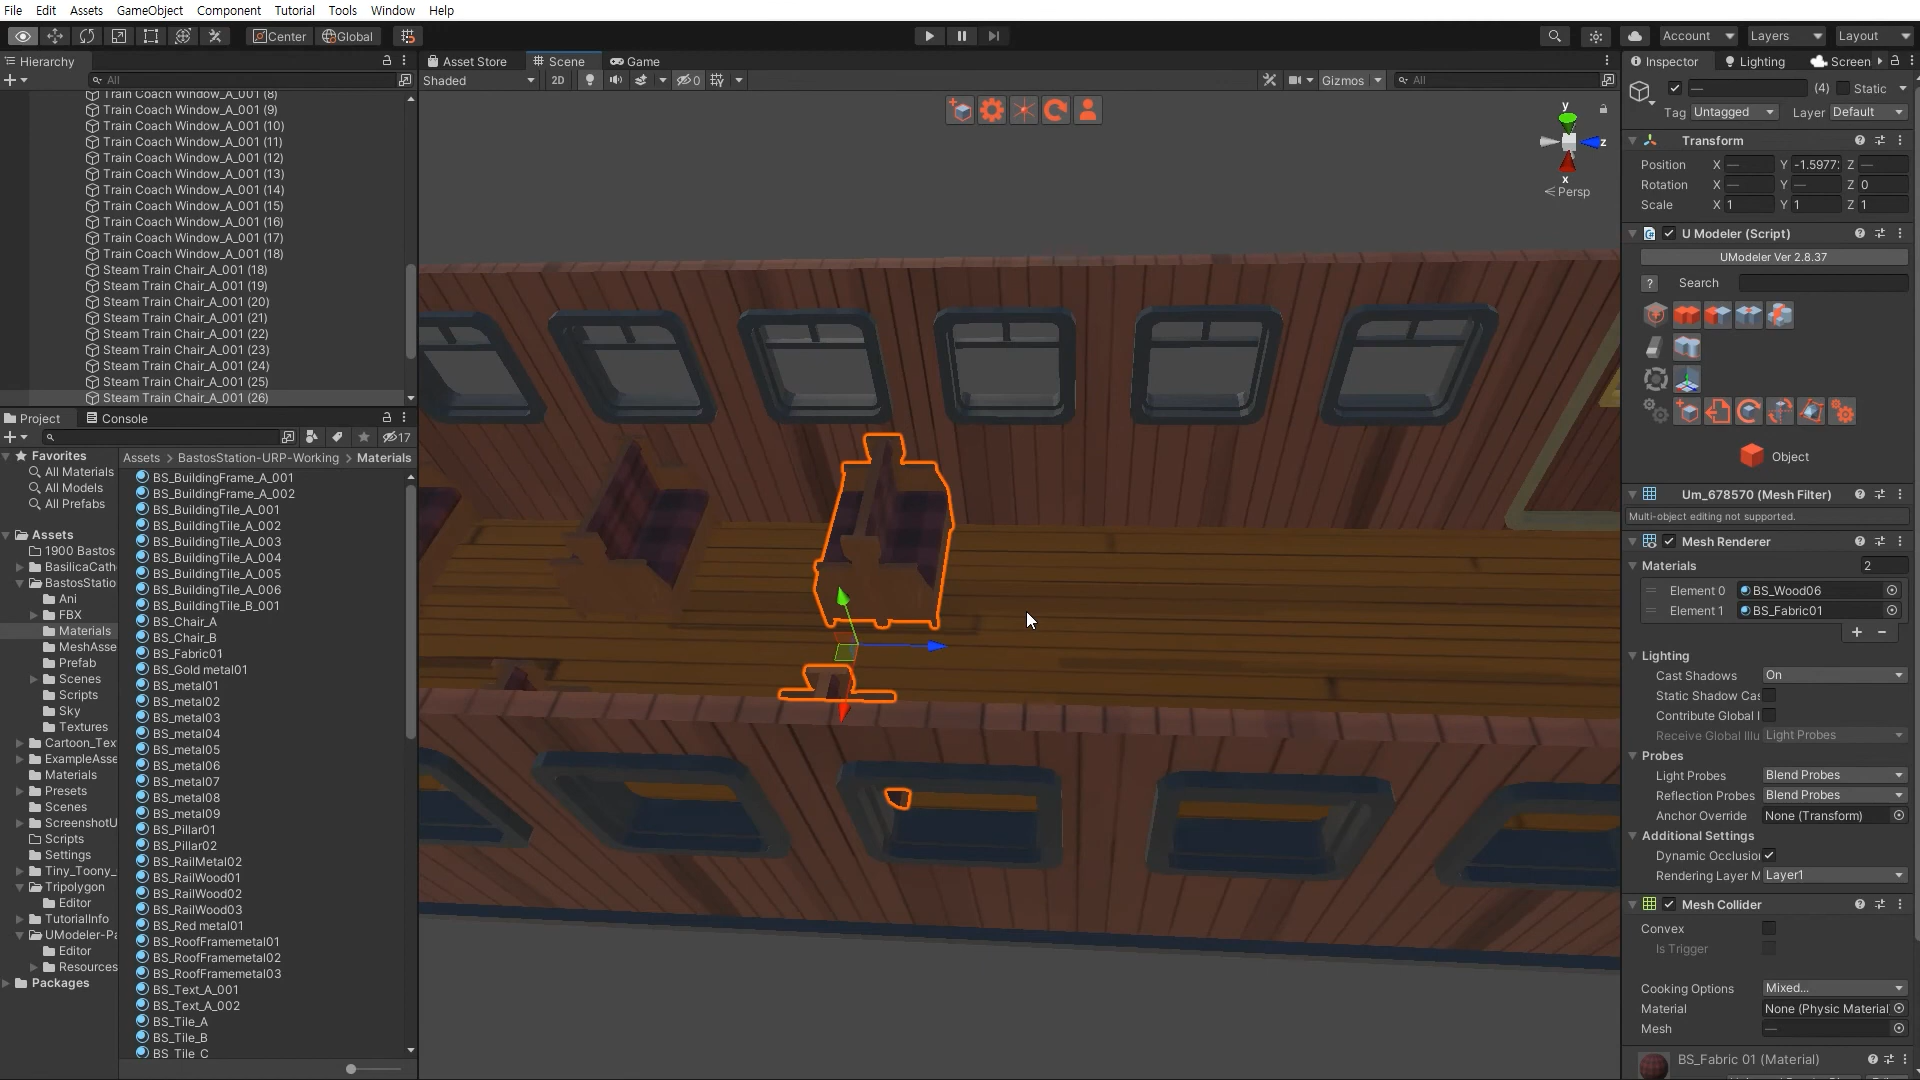 File Edit Assets GameObject Component Tutorial Tools Window Help
Center Global Account Layers Layout
Hierarchy
All
Train Coach Window_A_001 (8)
Train Coach Window_A_001 (9)
Train Coach Window_A_001 (10)
Train Coach Window_A_001 (11)
Train Coach Window_A_001 (12)
Train Coach Window_A_001 (13)
Train Coach Window_A_001 (14)
Train Coach Window_A_001 (15)
Train Coach Window_A_001 (16)
Train Coach Window_A_001 (17)
Train Coach Window_A_001 (18)
Steam Train Chair_A_001 (18)
Steam Train Chair_A_001 (19)
Steam Train Chair_A_001 (20)
Steam Train Chair_A_001 (21)
Steam Train Chair_A_001 (22)
Steam Train Chair_A_001 (23)
Steam Train Chair_A_001 (24)
Steam Train Chair_A_001 (25)
Steam Train Chair_A_001 (26)
Project Console
17
Favorites
All Materials
All Models
All Prefabs
Assets
1900 Bastos
BasilicaCath
BastosStatio
Ani
FBX
Materials
MeshAsse
Prefab
Scenes
Scripts
Sky
Textures
Cartoon_Tex
ExampleAsse
Materials
Presets
Scenes
ScreenshotU
Scripts
Settings
Tiny_Toony_
Tripolygon
Editor
TutorialInfo
UModeler-Pa
Editor
Resources
Packages
Assets > BastosStation-URP-Working > Materials
BS_BuildingFrame_A_001
BS_BuildingFrame_A_002
BS_BuildingTile_A_001
BS_BuildingTile_A_002
BS_BuildingTile_A_003
BS_BuildingTile_A_004
BS_BuildingTile_A_005
BS_BuildingTile_A_006
BS_BuildingTile_B_001
BS_Chair_A
BS_Chair_B
BS_Fabric01
BS_Gold metal01
BS_metal01
BS_metal02
BS_metal03
BS_metal04
BS_metal05
BS_metal06
BS_metal07
BS_metal08
BS_metal09
BS_Pillar01
BS_Pillar02
BS_RailMetal02
BS_RailWood01
BS_RailWood02
BS_RailWood03
BS_Red metal01
BS_RoofFramemetal01
BS_RoofFramemetal02
BS_RoofFramemetal03
BS_Text_A_001
BS_Text_A_002
BS_Tile_A
BS_Tile_B
BS_Tile_C
Asset Store Scene Game
Shaded 2D 0 Gizmos All
y
z
x
Persp
Inspector Lighting Screen
— (4) Static
Tag Untagged Layer Default
Transform
Position X — Y -1.5977 Z —
Rotation X — Y — Z 0
Scale X 1 Y 1 Z 1
U Modeler (Script)
UModeler Ver 2.8.37
? Search
Object
Um_678570 (Mesh Filter)
Multi-object editing not supported.
Mesh Renderer
Materials 2
Element 0 BS_Wood06
Element 1 BS_Fabric01
+ −
Lighting
Cast Shadows On
Static Shadow Cas
Contribute Global I
Receive Global Illu Light Probes
Probes
Light Probes Blend Probes
Reflection Probes Blend Probes
Anchor Override None (Transform)
Additional Settings
Dynamic Occlusion
Rendering Layer M Layer1
Mesh Collider
Convex
Is Trigger
Cooking Options Mixed...
Material None (Physic Material
Mesh —
BS_Fabric 01 (Material)